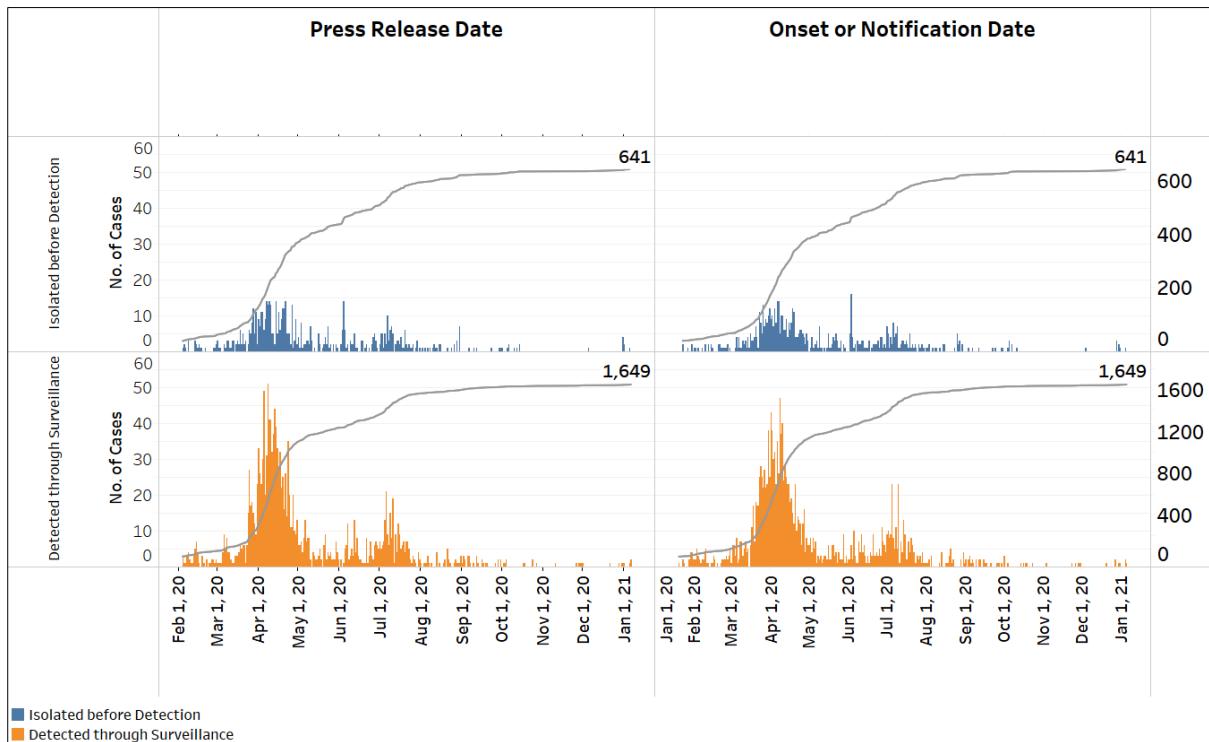 Press Release Date
Onset or Notification Date
Isolated before Detection
No. of Cases
60
50
40
30
20
10
0
641
641
600
400
200
0
Detected through Surveillance
No. of Cases
60
50
40
30
20
10
0
1,649
1,649
1600
1200
800
400
0
Feb 1, 20
Mar 1, 20
Apr 1, 20
May 1, 20
Jun 1, 20
Jul 1, 20
Aug 1, 20
Sep 1, 20
Oct 1, 20
Nov 1, 20
Dec 1, 20
Jan 1, 21
Jan 1, 20
Feb 1, 20
Mar 1, 20
Apr 1, 20
May 1, 20
Jun 1, 20
Jul 1, 20
Aug 1, 20
Sep 1, 20
Oct 1, 20
Nov 1, 20
Dec 1, 20
Jan 1, 21
Isolated before Detection
Detected through Surveillance